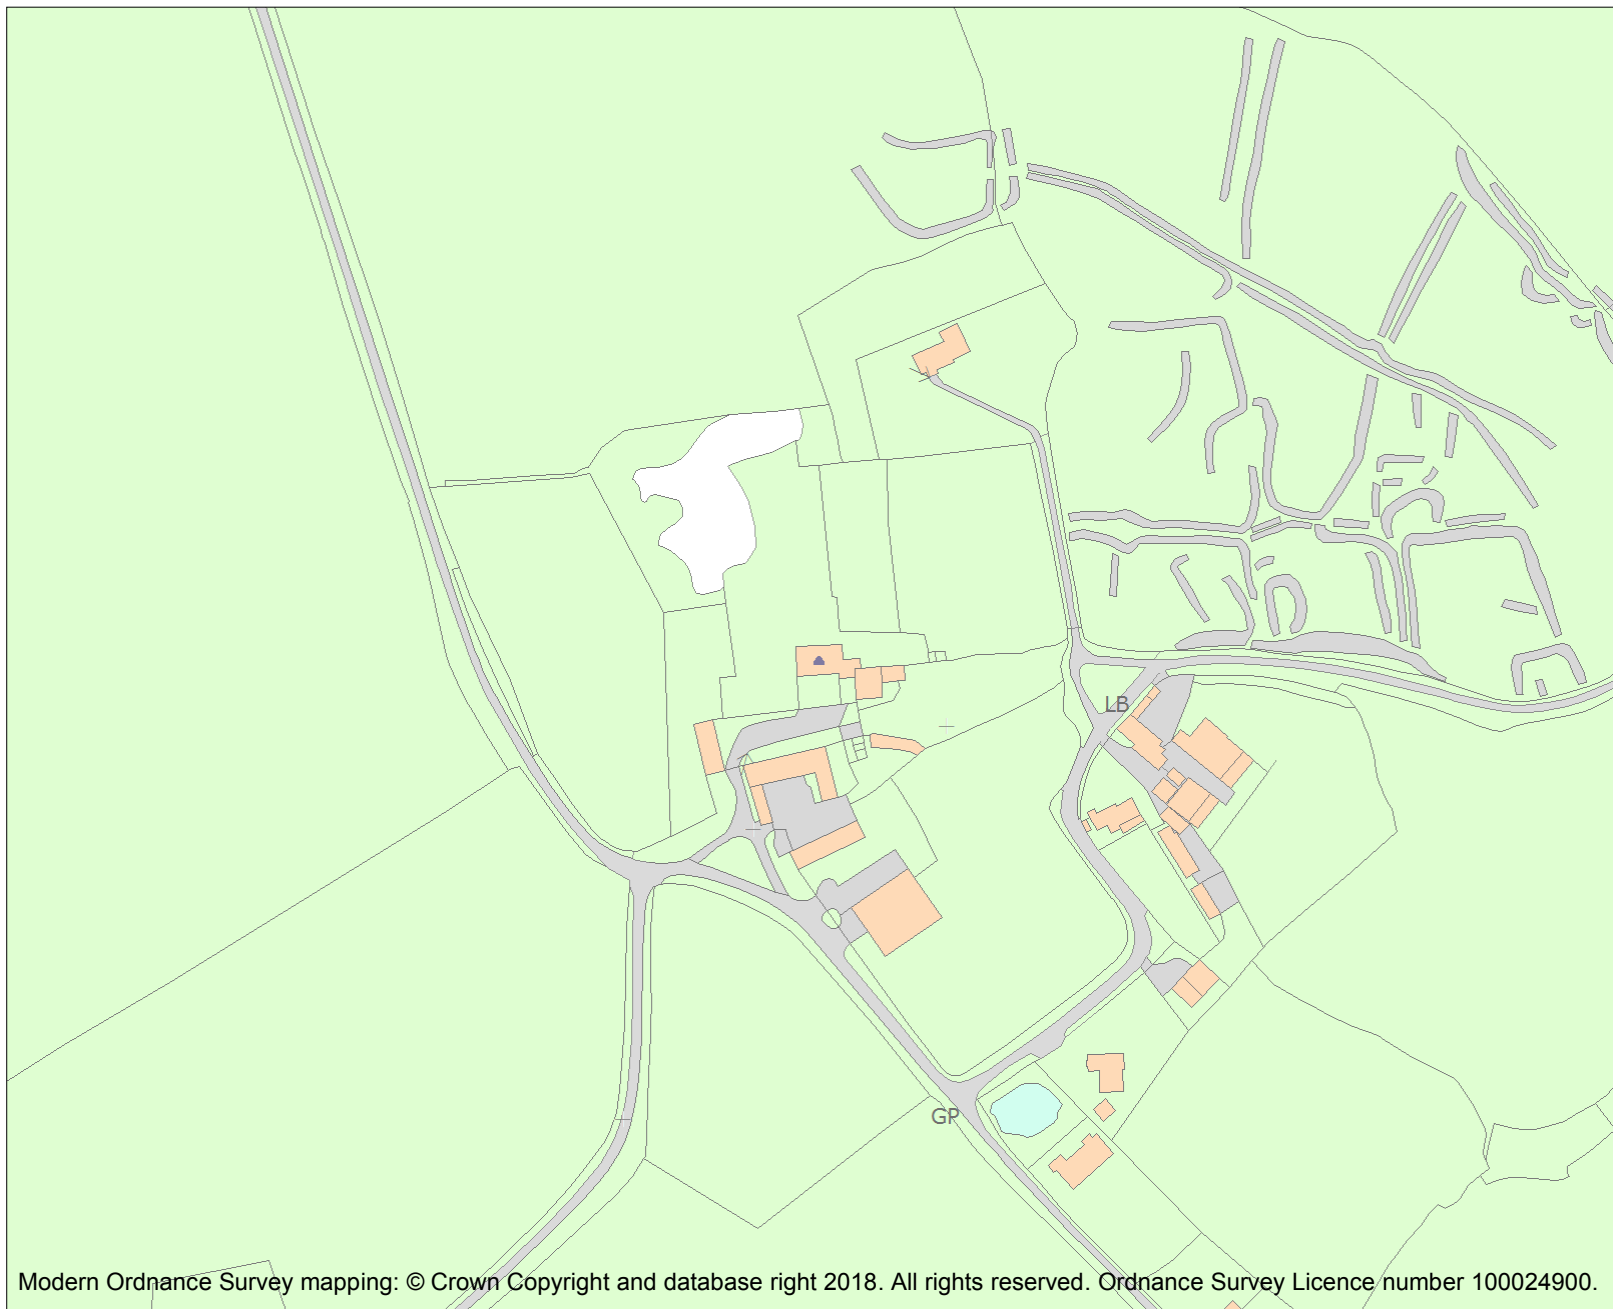 LB
GP
Modern Ordnance Survey mapping: © Crown Copyright and database right 2018. All rights reserved. Ordnance Survey Licence number 100024900.